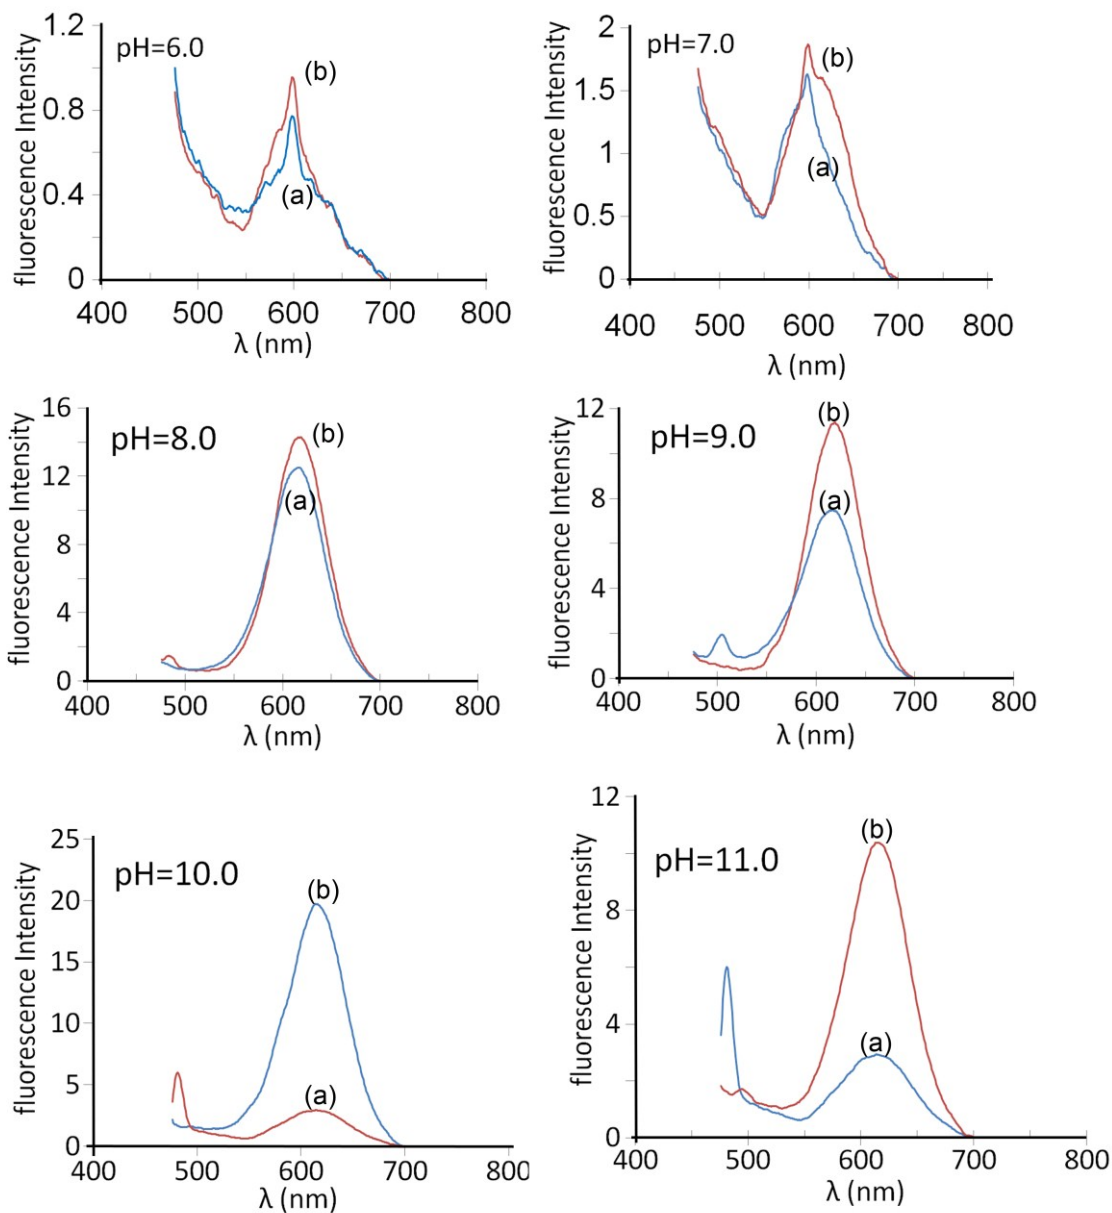 pH=6.0
fluorescence Intensity
1.2
0.8
0.4
0
(b)
(a)
400 500 600 700 800
λ (nm)
pH=7.0
fluorescence Intensity
2
1.5
1
0.5
0
(b)
(a)
400 500 600 700 800
λ (nm)
pH=8.0
fluorescence Intensity
16
12
8
4
0
(b)
(a)
400 500 600 700 800
λ (nm)
pH=9.0
fluorescence Intensity
12
8
4
0
(b)
(a)
400 500 600 700 800
λ (nm)
pH=10.0
fluorescence Intensity
25
20
15
10
5
0
(b)
(a)
400 500 600 700 800
λ (nm)
pH=11.0
fluorescence Intensity
12
8
4
0
(b)
(a)
400 500 600 700 800
λ (nm)